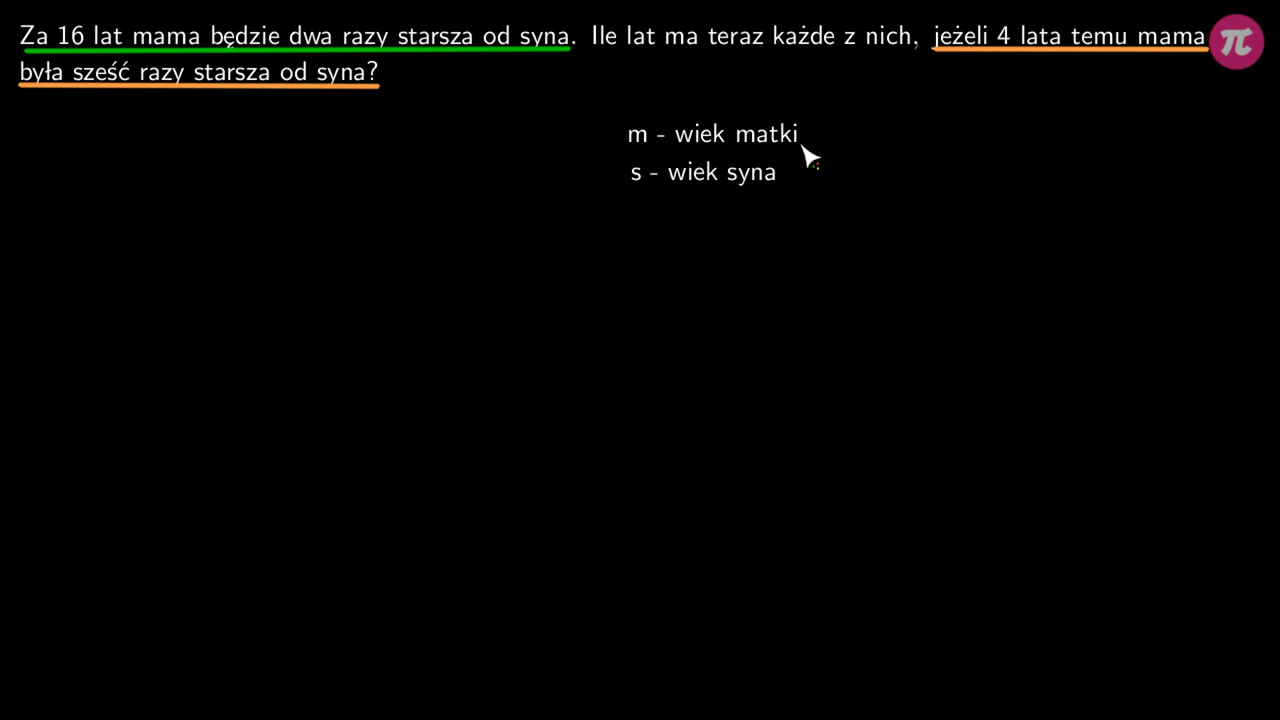 Za 16 lat mama będzie dwa razy starsza od syna. Ile lat ma teraz każde z nich, jeżeli 4 lata temu mama
była sześć razy starsza od syna?
m - wiek matki
s - wiek syna
π